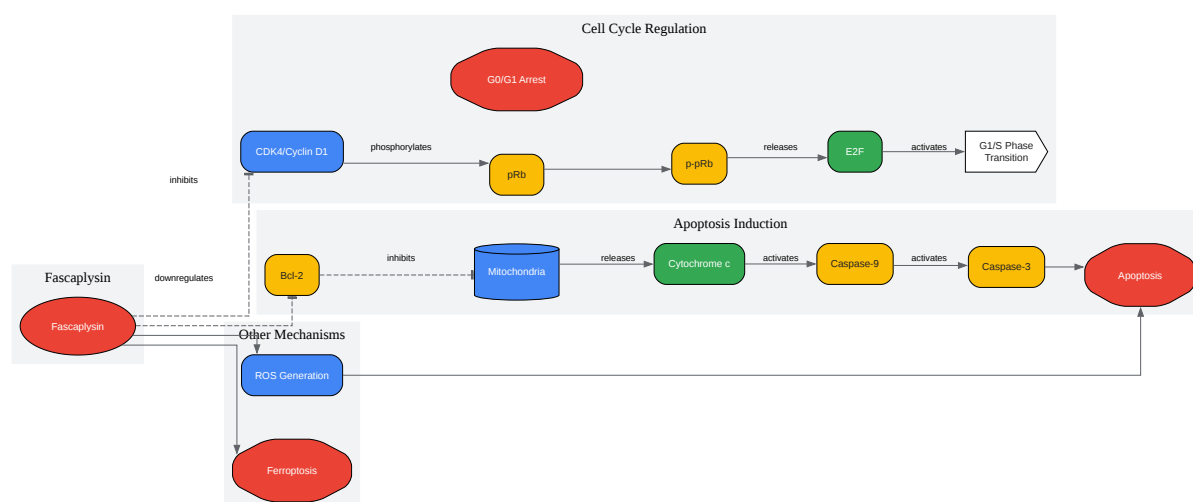 Cell Cycle Regulation
G0/G1 Arrest
CDK4/Cyclin D1
phosphorylates
pRb
p-pRb
releases
E2F
activates
G1/S Phase
Transition
inhibits
Apoptosis Induction
Bcl-2
inhibits
Mitochondria
releases
Cytochrome c
activates
Caspase-9
activates
Caspase-3
Apoptosis
Fascaplysin
downregulates
Fascaplysin
Other Mechanisms
ROS Generation
Ferroptosis